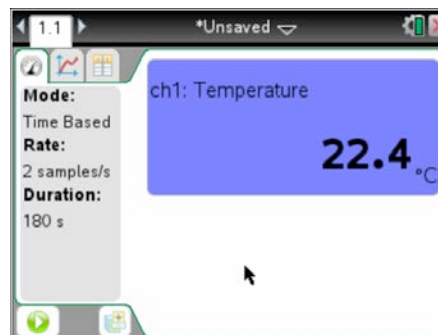 1.1
*Unsaved
Mode:
Time Based
Rate:
2 samples/s
Duration:
180 s
ch1: Temperature
22.4 °C